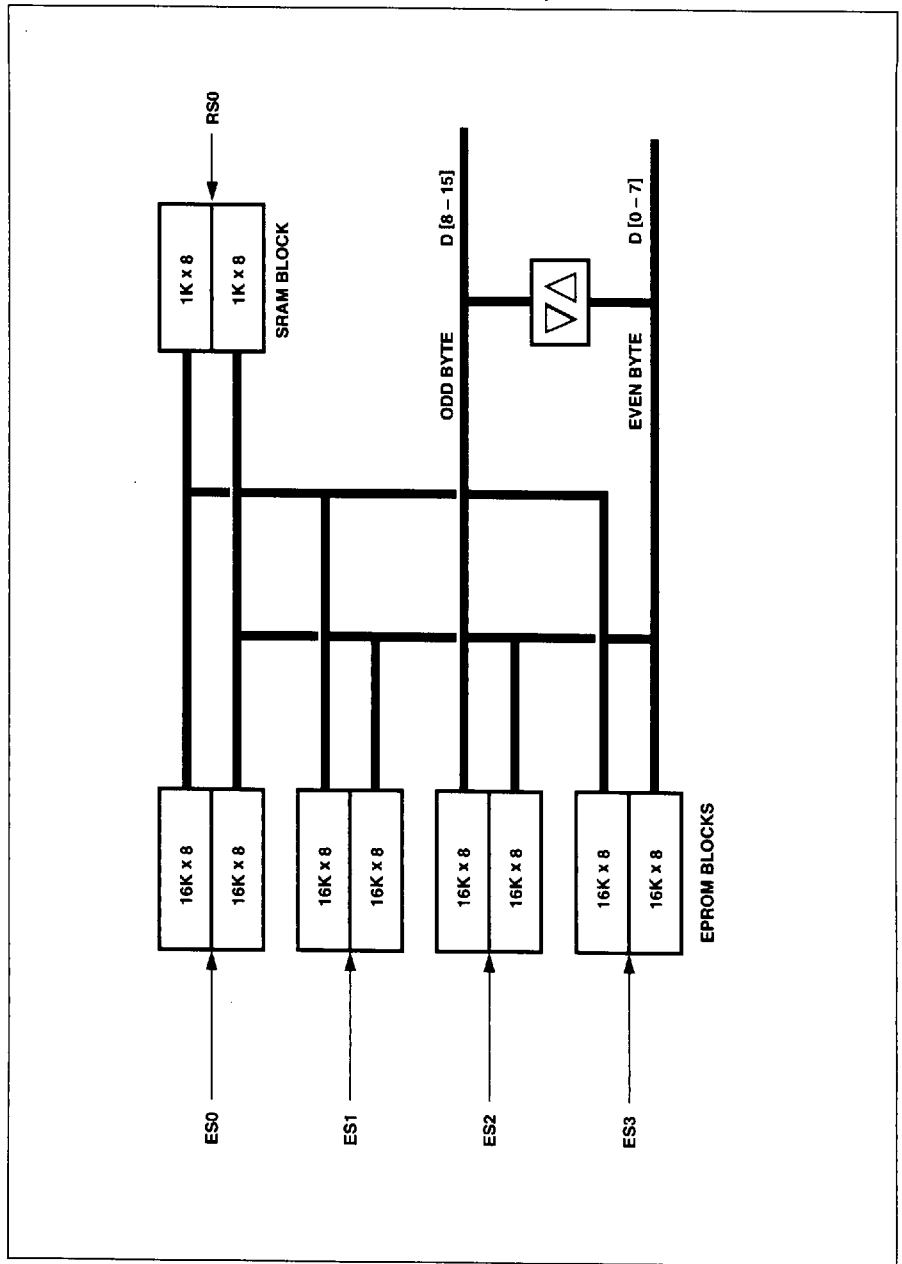 ES0
ES1
ES2
ES3
16K x 8
16K x 8
16K x 8
16K x 8
16K x 8
16K x 8
16K x 8
16K x 8
EPROM BLOCKS
1K x 8
1K x 8
SRAM BLOCK
RS0
ODD BYTE
D [8 – 15]
EVEN BYTE
D [0 – 7]